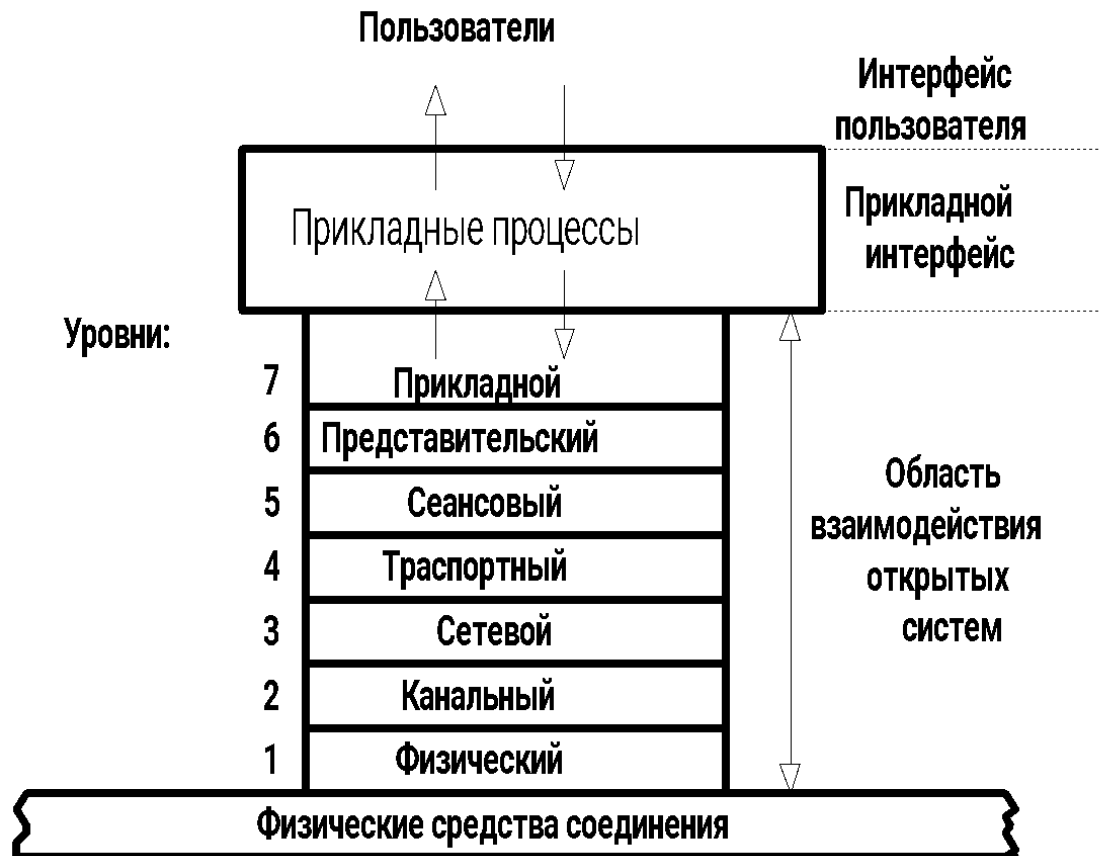 Пользователи
Интерфейс
пользователя
Прикладные процессы
Прикладной
интерфейс
Уровни:
7 Прикладной
6 Представительский
5 Сеансовый
4 Траспортный
3 Сетевой
2 Канальный
1 Физический
Область
взаимодействия
открытых
систем
Физические средства соединения